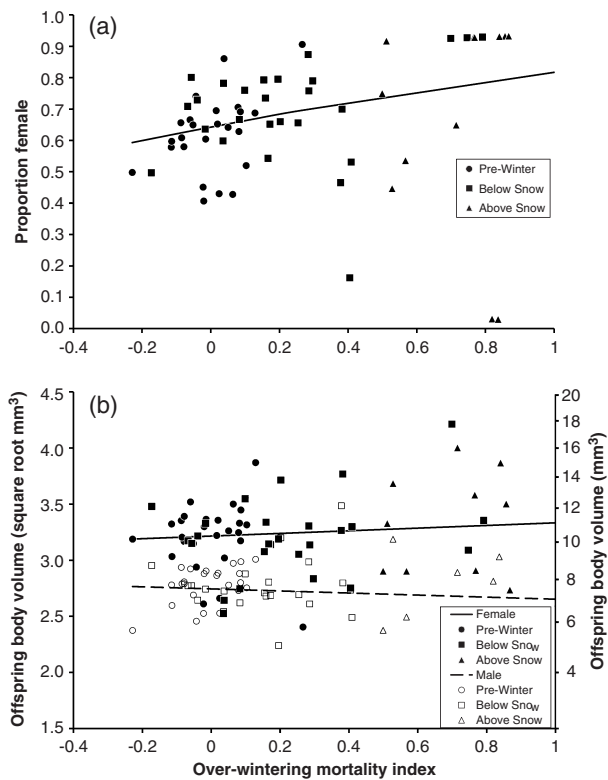 (a)
Proportion female
1.0
0.9
0.8
0.7
0.6
0.5
0.4
0.3
0.2
0.1
0.0
-0.4 -0.2 0 0.2 0.4 0.6 0.8 1
Pre-Winter
Below Snow
Above Snow
(b)
Offspring body volume (square root mm³)
4.5
4.0
3.5
3.0
2.5
2.0
1.5
Offspring body volume (mm³)
20
18
16
14
12
10
8
6
4
Female
Pre-Winter
Below Snow
Above Snow
Male
Pre-Winter
Below Snow
Above Snow
-0.4 -0.2 0 0.2 0.4 0.6 0.8 1
Over-wintering mortality index